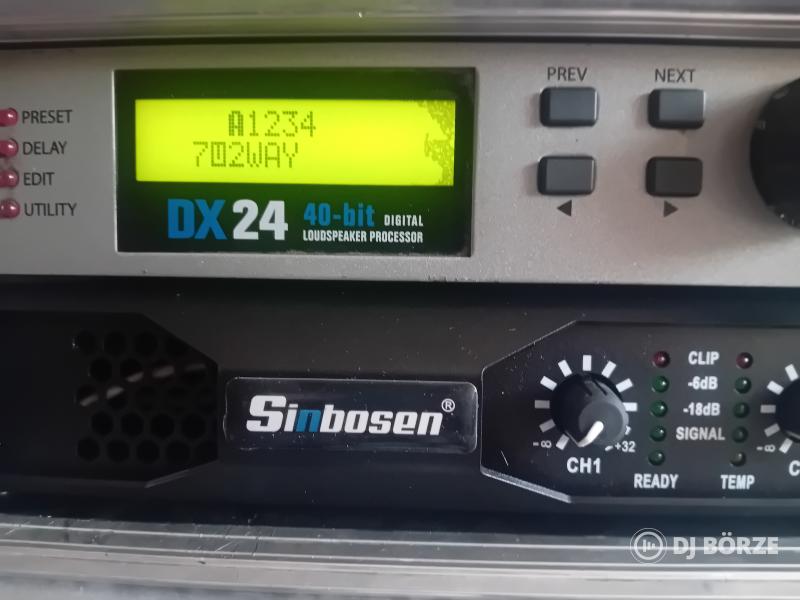 PREV
NEXT
PRESET
DELAY
EDIT
UTILITY
A1234
2WAY
DX24 40-bit DIGITAL
LOUDSPEAKER PROCESSOR
Sinbosen®
CLIP
-6dB
-18dB
SIGNAL
-∞
+32
CH1
READY
TEMP
-∞
DJ BÖRZE